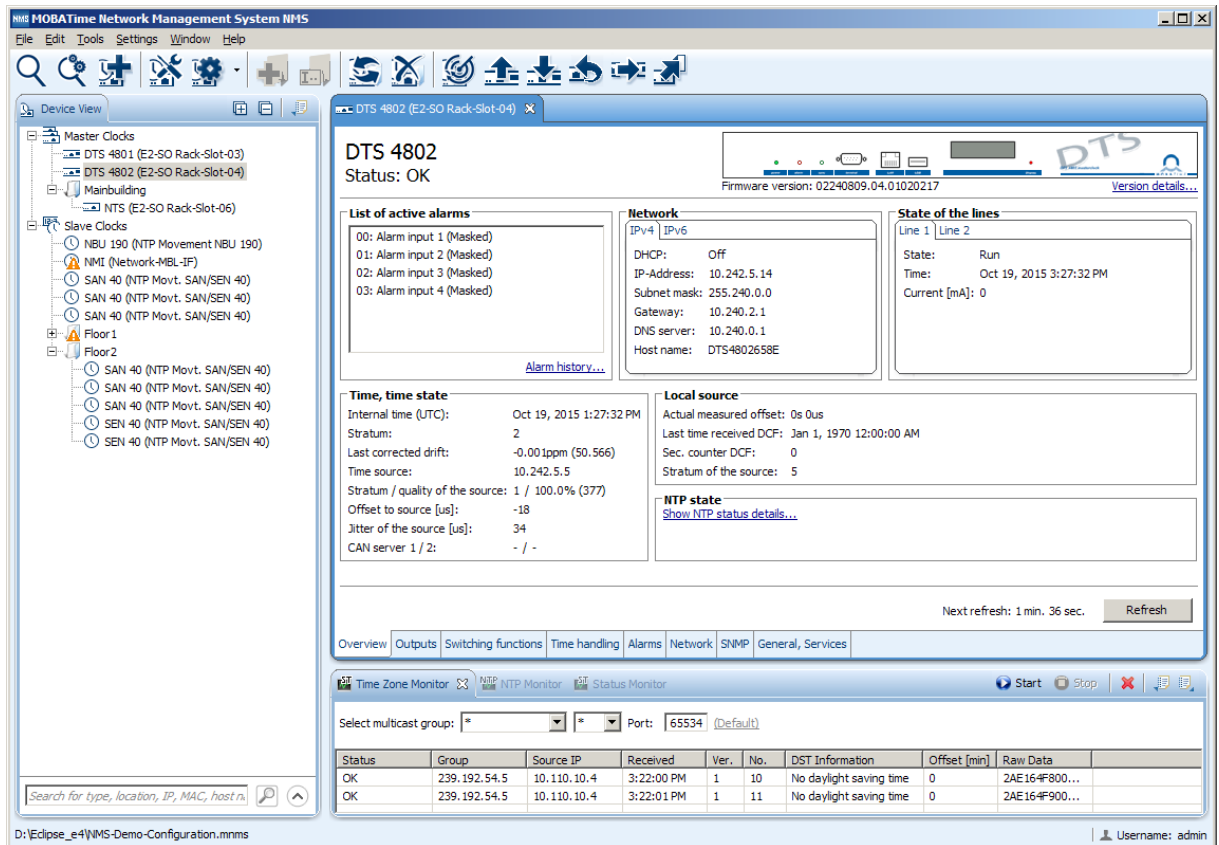 NMS MOBATime Network Management System NMS
File Edit Tools Settings Window Help
Device View
Master Clocks
DTS 4801 (E2-SO Rack-Slot-03)
DTS 4802 (E2-SO Rack-Slot-04)
Mainbuilding
NTS (E2-SO Rack-Slot-06)
Slave Clocks
NBU 190 (NTP Movement NBU 190)
NMI (Network-MBL-IF)
SAN 40 (NTP Movt. SAN/SEN 40)
SAN 40 (NTP Movt. SAN/SEN 40)
SAN 40 (NTP Movt. SAN/SEN 40)
Floor1
Floor2
SAN 40 (NTP Movt. SAN/SEN 40)
SAN 40 (NTP Movt. SAN/SEN 40)
SAN 40 (NTP Movt. SAN/SEN 40)
SEN 40 (NTP Movt. SAN/SEN 40)
SEN 40 (NTP Movt. SAN/SEN 40)
Search for type, location, IP, MAC, host n
DTS 4802 (E2-SO Rack-Slot-04)
DTS 4802
Status: OK
DTS
Firmware version: 02240809.04.01020217 Version details...
List of active alarms
00: Alarm input 1 (Masked)
01: Alarm input 2 (Masked)
02: Alarm input 3 (Masked)
03: Alarm input 4 (Masked)
Alarm history...
Network
IPv4 IPv6
DHCP: Off
IP-Address: 10.242.5.14
Subnet mask: 255.240.0.0
Gateway: 10.240.2.1
DNS server: 10.240.0.1
Host name: DTS4802658E
State of the lines
Line 1 Line 2
State: Run
Time: Oct 19, 2015 3:27:32 PM
Current [mA]: 0
Time, time state
Internal time (UTC): Oct 19, 2015 1:27:32 PM
Stratum: 2
Last corrected drift: -0.001ppm (50.566)
Time source: 10.242.5.5
Stratum / quality of the source: 1 / 100.0% (377)
Offset to source [us]: -18
Jitter of the source [us]: 34
CAN server 1 / 2: - / -
Local source
Actual measured offset: 0s 0us
Last time received DCF: Jan 1, 1970 12:00:00 AM
Sec. counter DCF: 0
Stratum of the source: 5
NTP state
Show NTP status details...
Next refresh: 1 min. 36 sec. Refresh
Overview Outputs Switching functions Time handling Alarms Network SNMP General, Services
Time Zone Monitor NTP Monitor Status Monitor Start Stop
Select multicast group: * * Port: 65534 (Default)
Status Group Source IP Received Ver. No. DST Information Offset [min] Raw Data
OK 239.192.54.5 10.110.10.4 3:22:00 PM 1 10 No daylight saving time 0 2AE164F800...
OK 239.192.54.5 10.110.10.4 3:22:01 PM 1 11 No daylight saving time 0 2AE164F900...
D:\Eclipse_e4\NMS-Demo-Configuration.mnms Username: admin